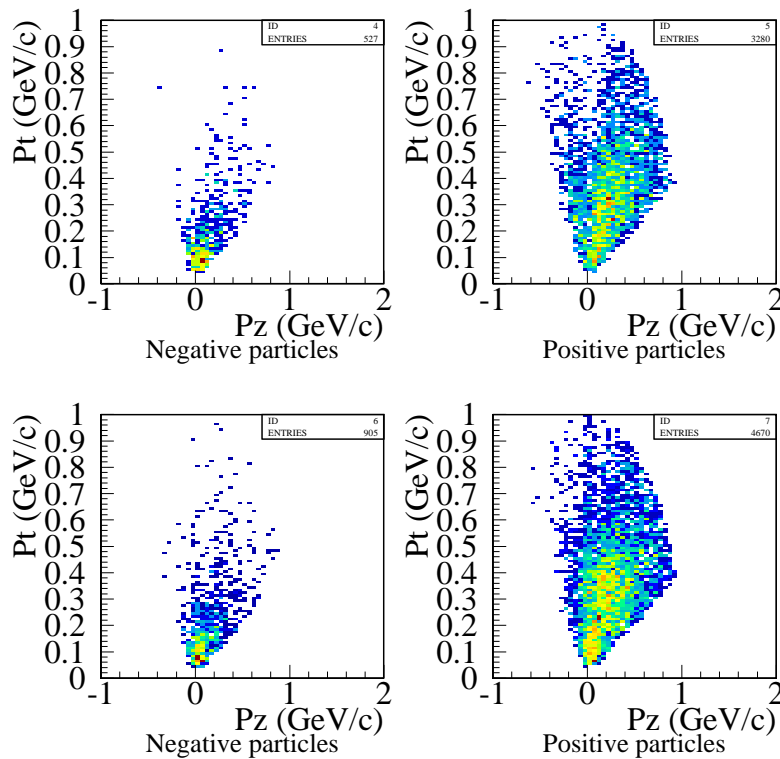 ID 4
ENTRIES 527
1
0.9
0.8
0.7
0.6
0.5
0.4
0.3
0.2
0.1
0
Pt (GeV/c)
-1 0 1 2
Pz (GeV/c)
Negative particles
ID 5
ENTRIES 3280
1
0.9
0.8
0.7
0.6
0.5
0.4
0.3
0.2
0.1
0
Pt (GeV/c)
-1 0 1 2
Pz (GeV/c)
Positive particles
ID 6
ENTRIES 905
1
0.9
0.8
0.7
0.6
0.5
0.4
0.3
0.2
0.1
0
Pt (GeV/c)
-1 0 1 2
Pz (GeV/c)
Negative particles
ID 7
ENTRIES 4670
1
0.9
0.8
0.7
0.6
0.5
0.4
0.3
0.2
0.1
0
Pt (GeV/c)
-1 0 1 2
Pz (GeV/c)
Positive particles